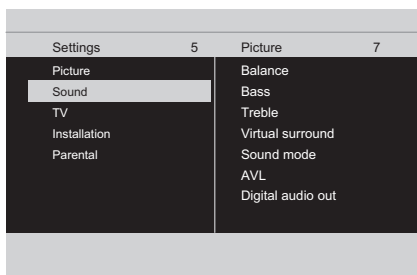 Settings 5 Picture 7
Picture Balance
Sound Bass
TV Treble
Installation Virtual surround
Parental Sound mode
AVL
Digital audio out